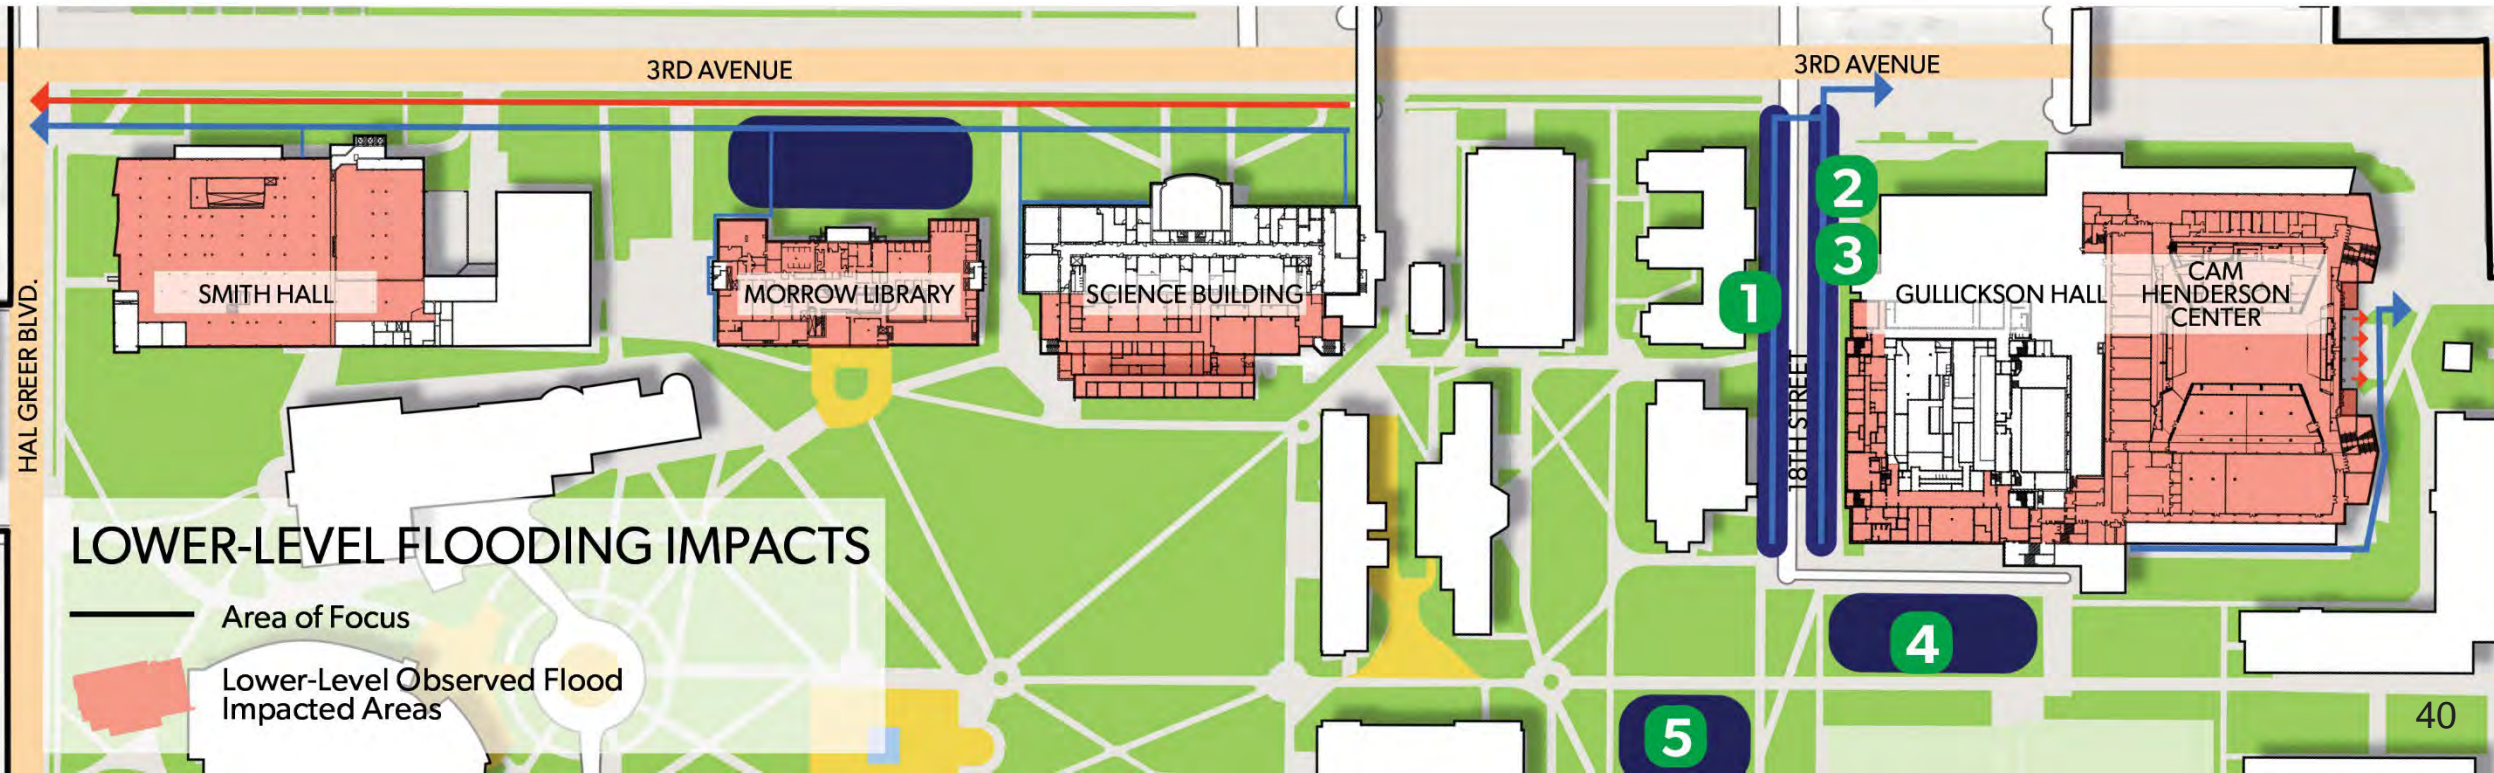 3RD AVENUE
3RD AVENUE
HAL GREER BLVD.
SMITH HALL
MORROW LIBRARY
SCIENCE BUILDING
18TH STREET
GULLICKSON HALL
CAM
HENDERSON
CENTER
1
2
3
4
5
LOWER-LEVEL FLOODING IMPACTS
Area of Focus
Lower-Level Observed Flood
Impacted Areas
40